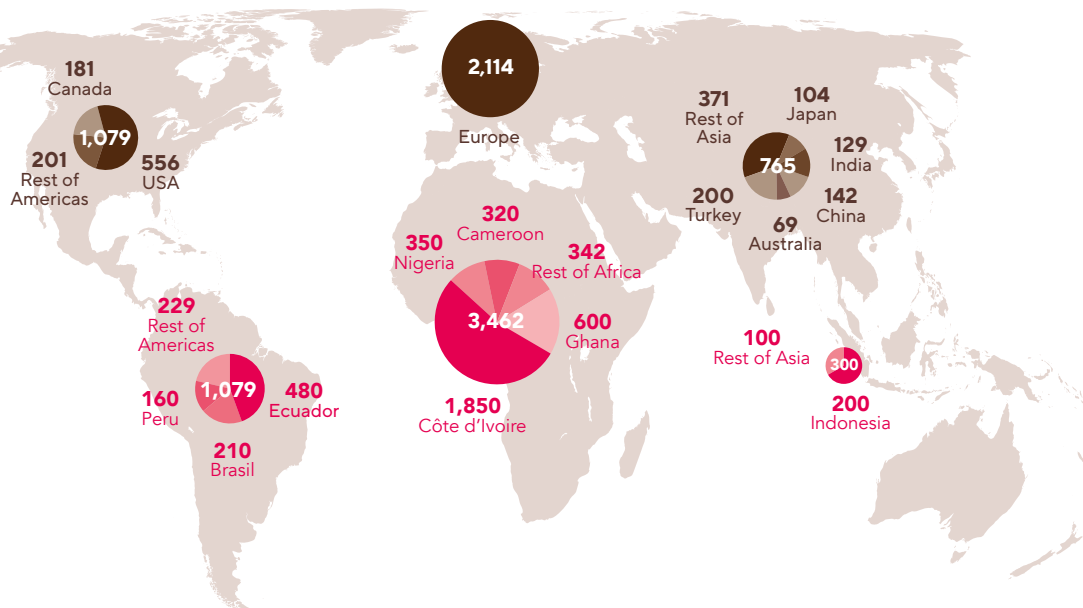 181
Canada
1,079
201
Rest of
Americas
556
USA
2,114
Europe
371
Rest of
Asia
104
Japan
129
India
765
200
Turkey
142
China
69
Australia
320
Cameroon
350
Nigeria
342
Rest of Africa
3,462
600
Ghana
1,850
Côte d’Ivoire
229
Rest of
Americas
1,079
160
Peru
480
Ecuador
210
Brasil
100
Rest of Asia
300
200
Indonesia